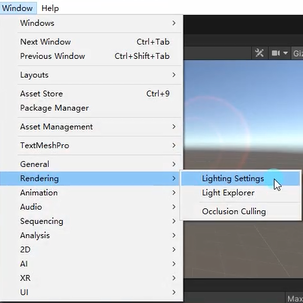 Window Help
Windows
Next Window Ctrl+Tab
Previous Window Ctrl+Shift+Tab
Layouts
Asset Store Ctrl+9
Package Manager
Asset Management
TextMeshPro
General
Rendering
Lighting Settings
Animation
Light Explorer
Audio
Occlusion Culling
Sequencing
Analysis
2D
AI
XR
UI
Max